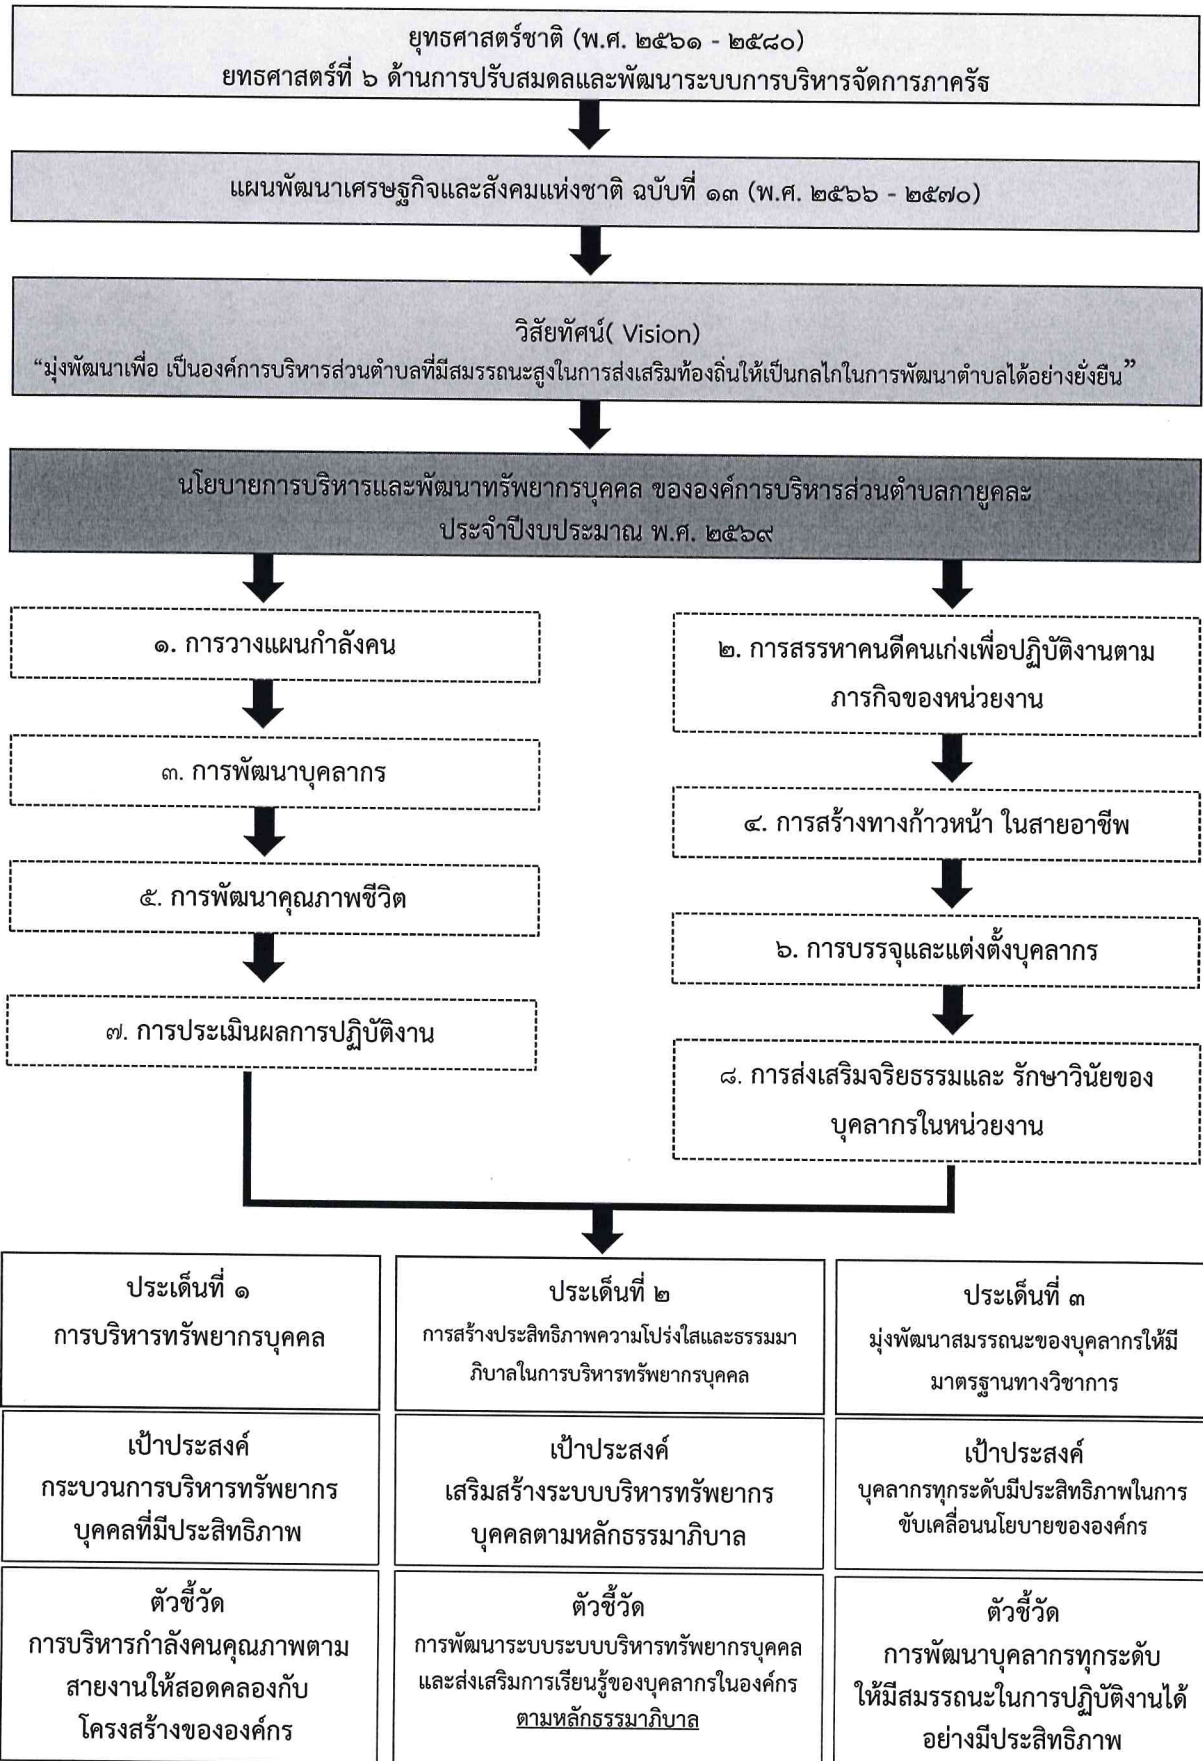 ยุทธศาสตร์ชาติ (พ.ศ. ๒๕๖๑ - ๒๕๘๐)
ยทธศาสตร์ที่ ๖ ด้านการปรับสมดลและพัฒนาระบบการบริหารจัดการภาครัฐ
แผนพัฒนาเศรษฐกิจและสังคมแห่งชาติ ฉบับที่ ๑๓ (พ.ศ. ๒๕๖๖ - ๒๕๗๐)
วิสัยทัศน์( Vision)
“มุ่งพัฒนาเพื่อ เป็นองค์การบริหารส่วนตำบลที่มีสมรรถนะสูงในการส่งเสริมท้องถิ่นให้เป็นกลไกในการพัฒนาตำบลได้อย่างยั่งยืน”
นโยบายการบริหารและพัฒนาทรัพยากรบุคคล ขององค์การบริหารส่วนตำบลกายูคละ
ประจำปีงบประมาณ พ.ศ. ๒๕๖๙
๑. การวางแผนกำลังคน
๒. การสรรหาคนดีคนเก่งเพื่อปฏิบัติงานตาม
ภารกิจของหน่วยงาน
๓. การพัฒนาบุคลากร
๔. การสร้างทางก้าวหน้า ในสายอาชีพ
๕. การพัฒนาคุณภาพชีวิต
๖. การบรรจุและแต่งตั้งบุคลากร
๗. การประเมินผลการปฏิบัติงาน
๘. การส่งเสริมจริยธรรมและ รักษาวินัยของ
บุคลากรในหน่วยงาน
ประเด็นที่ ๑
การบริหารทรัพยากรบุคคล
ประเด็นที่ ๒
การสร้างประสิทธิภาพความโปร่งใสและธรรมมา
ภิบาลในการบริหารทรัพยากรบุคคล
ประเด็นที่ ๓
มุ่งพัฒนาสมรรถนะของบุคลากรให้มี
มาตรฐานทางวิชาการ
เป้าประสงค์
กระบวนการบริหารทรัพยากร
บุคคลที่มีประสิทธิภาพ
เป้าประสงค์
เสริมสร้างระบบบริหารทรัพยากร
บุคคลตามหลักธรรมาภิบาล
เป้าประสงค์
บุคลากรทุกระดับมีประสิทธิภาพในการ
ขับเคลื่อนนโยบายขององค์กร
ตัวชี้วัด
การบริหารกำลังคนคุณภาพตาม
สายงานให้สอดคลองกับ
โครงสร้างขององค์กร
ตัวชี้วัด
การพัฒนาระบบระบบบริหารทรัพยากรบุคคล
และส่งเสริมการเรียนรู้ของบุคลากรในองค์กร
ตามหลักธรรมาภิบาล
ตัวชี้วัด
การพัฒนาบุคลากรทุกระดับ
ให้มีสมรรถนะในการปฏิบัติงานได้
อย่างมีประสิทธิภาพ